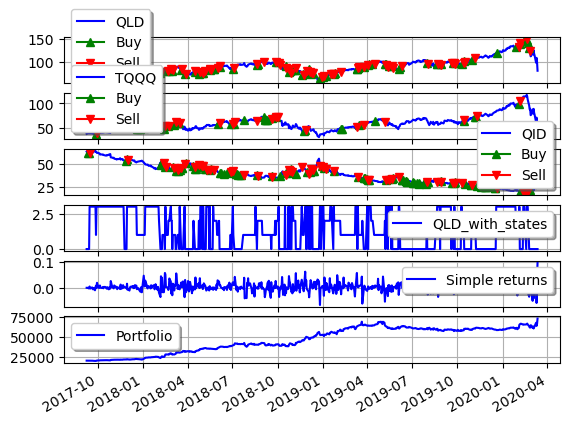 QLD
Buy
Sell
150
100
TQQQ
Buy
Sell
100
50
QID
Buy
Sell
50
25
QLD_with_states
2.5
0.0
Simple returns
0.1
0.0
Portfolio
75000
50000
25000
2017-10 2018-01 2018-04 2018-07 2018-10 2019-01 2019-04 2019-07 2019-10 2020-01 2020-04